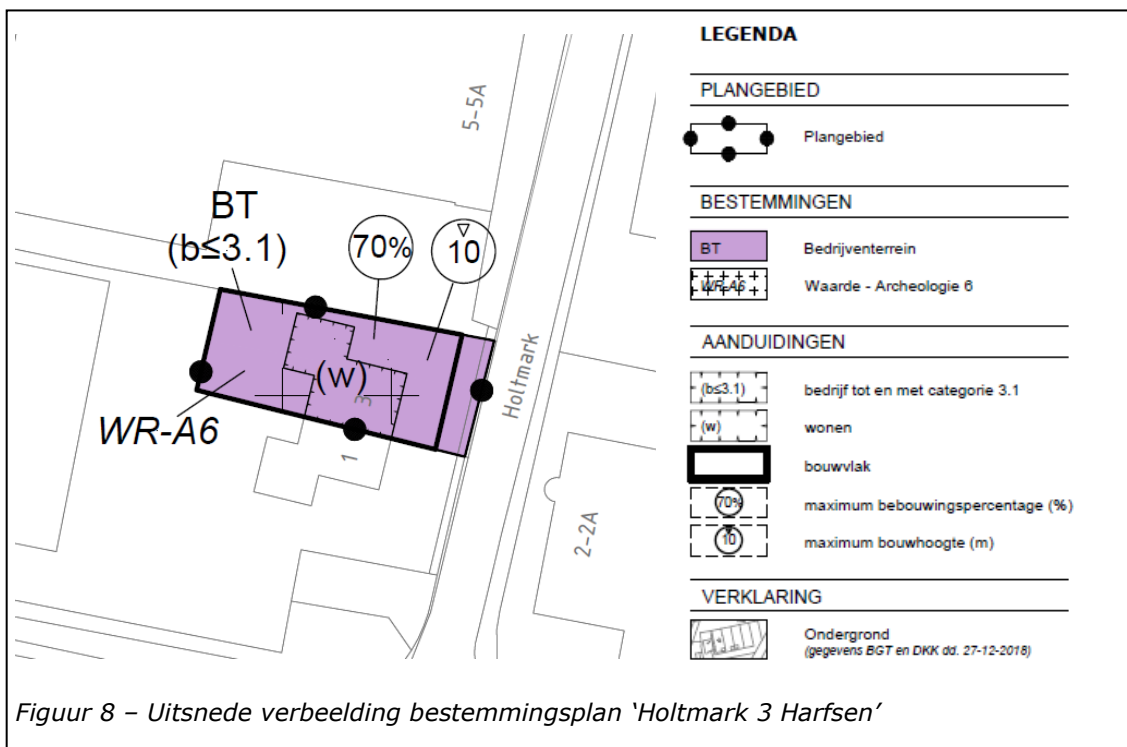 5-5A
BT
(b≤3.1)
70%
10
(w)
3
WR-A6
1
Holtmark
2-2A
LEGENDA
PLANGEBIED
Plangebied
BESTEMMINGEN
BT Bedrijventerrein
WR-A6 Waarde - Archeologie 6
AANDUIDINGEN
(b≤3.1) bedrijf tot en met categorie 3.1
(w) wonen
bouwvlak
70% maximum bebouwingspercentage (%)
10 maximum bouwhoogte (m)
VERKLARING
Ondergrond
(gegevens BGT en DKK dd. 27-12-2018)
Figuur 8 – Uitsnede verbeelding bestemmingsplan ‘Holtmark 3 Harfsen’